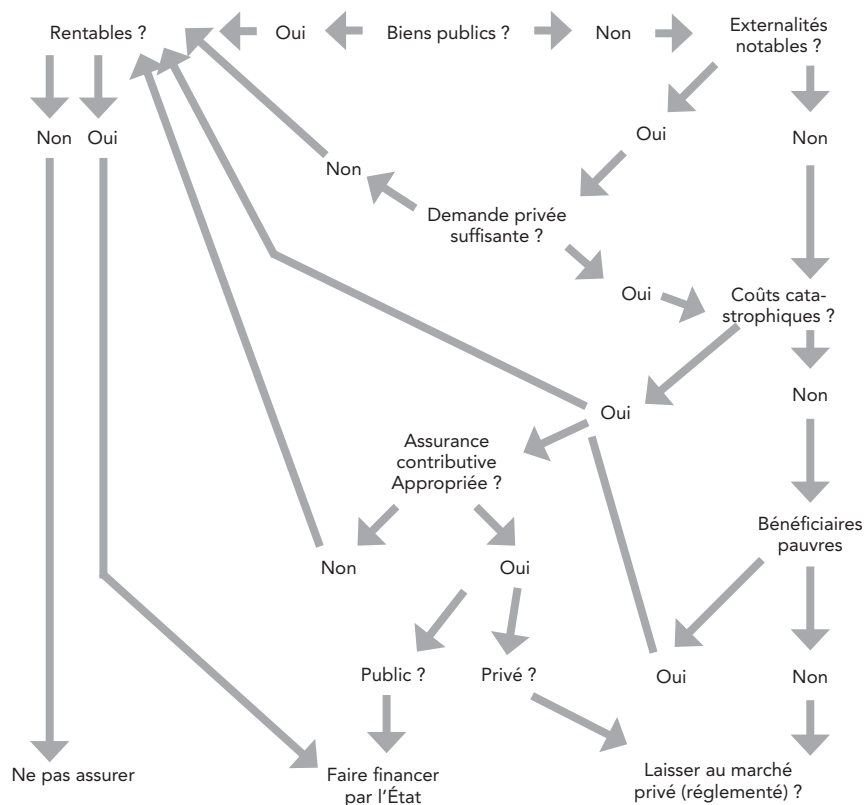 Rentables ?
Oui
Biens publics ?
Non
Externalités
notables ?
Non
Oui
Oui
Non
Non
Demande privée
suffisante ?
Oui
Coûts cata-
strophiques ?
Non
Oui
Assurance
contributive
Appropriée ?
Bénéficiaires
pauvres
Non
Oui
Public ?
Privé ?
Oui
Non
Ne pas assurer
Faire financer
par l'État
Laisser au marché
privé (réglementé) ?